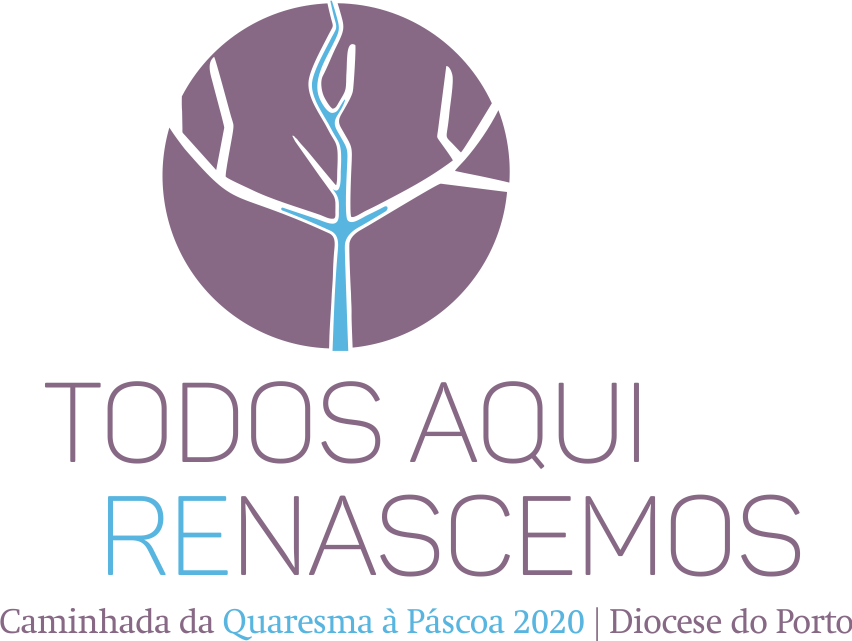 TODOS AQUI
RENASCEMOS
Caminhada da Quaresma à Páscoa 2020 | Diocese do Porto